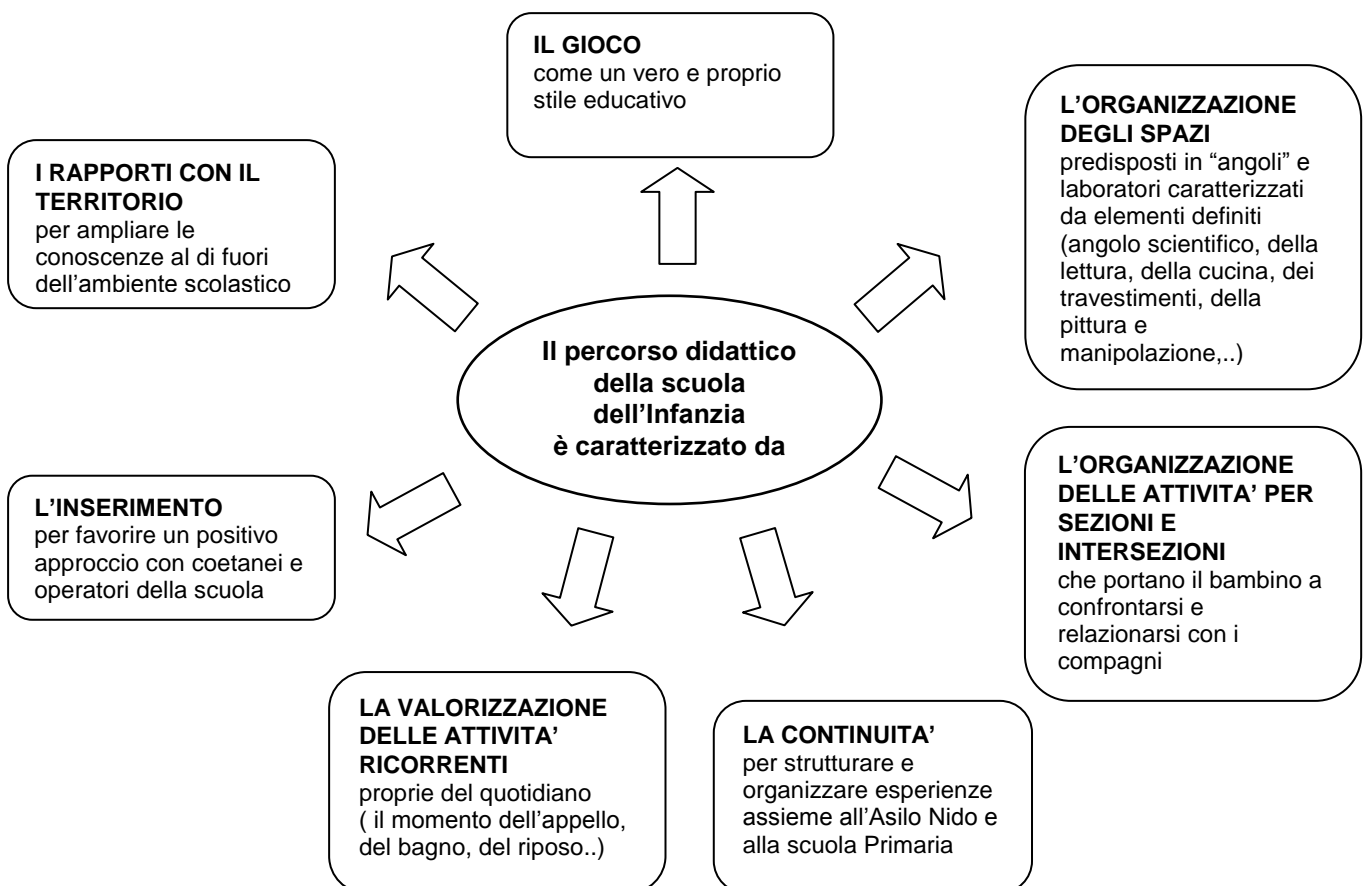 IL GIOCO
come un vero e proprio
stile educativo
L’ORGANIZZAZIONE
DEGLI SPAZI
predisposti in “angoli” e
laboratori caratterizzati
da elementi definiti
(angolo scientifico, della
lettura, della cucina, dei
travestimenti, della
pittura e
manipolazione,..)
I RAPPORTI CON IL
TERRITORIO
per ampliare le
conoscenze al di fuori
dell’ambiente scolastico
Il percorso didattico
della scuola
dell’Infanzia
è caratterizzato da
L’ORGANIZZAZIONE
DELLE ATTIVITA’ PER
SEZIONI E
INTERSEZIONI
che portano il bambino a
confrontarsi e
relazionarsi con i
compagni
L’INSERIMENTO
per favorire un positivo
approccio con coetanei e
operatori della scuola
LA VALORIZZAZIONE
DELLE ATTIVITA’
RICORRENTI
proprie del quotidiano
( il momento dell’appello,
del bagno, del riposo..)
LA CONTINUITA’
per strutturare e
organizzare esperienze
assieme all’Asilo Nido e
alla scuola Primaria